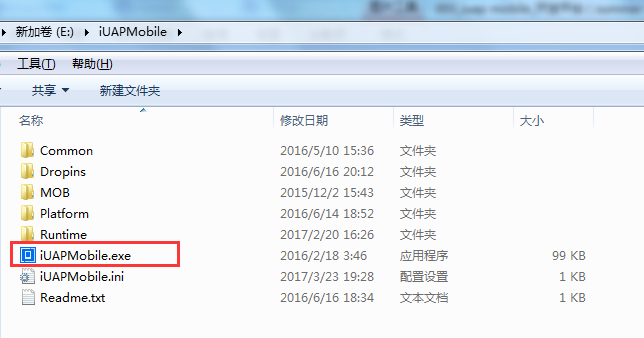 新加卷 (E:) ▸ iUAPMobile ▸
工具(T) 帮助(H)
共享 新建文件夹
名称 修改日期 类型 大小
Common 2016/5/10 15:36 文件夹
Dropins 2016/6/16 20:12 文件夹
MOB 2015/12/2 15:43 文件夹
Platform 2016/6/14 18:52 文件夹
Runtime 2017/2/20 16:26 文件夹
iUAPMobile.exe 2016/2/18 3:46 应用程序 99 KB
iUAPMobile.ini 2017/3/23 19:28 配置设置 1 KB
Readme.txt 2016/6/16 18:34 文本文档 1 KB